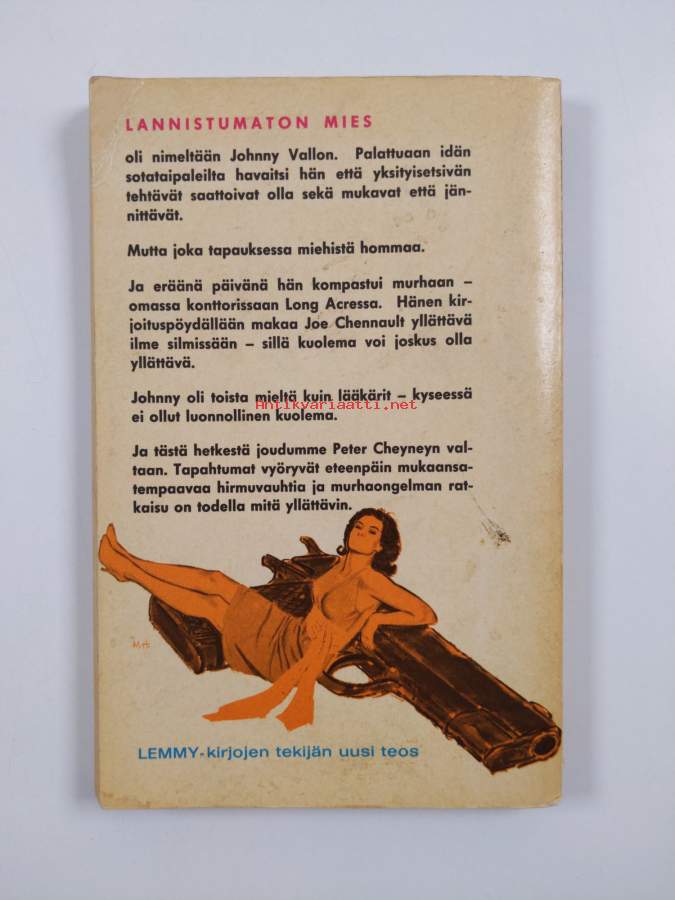 LANNISTUMATON MIES
oli nimeltään Johnny Vallon. Palattuaan idän
sotataipaleilta havaitsi hän että yksityisetsivän
tehtävät saattoivat olla sekä mukavat että jän-
nittävät.
Mutta joka tapauksessa miehistä hommaa.
Ja eräänä päivänä hän kompastui murhaan –
omassa konttorissaan Long Acressa. Hänen kir-
joituspöydällään makaa Joe Chennault yllättävä
ilme silmissään – sillä kuolema voi joskus olla
yllättävä.
Johnny oli toista mieltä kuin lääkärit – kyseessä
Antikvariaatti.net
ei ollut luonnollinen kuolema.
Ja tästä hetkestä joudumme Peter Cheyneyn val-
taan. Tapahtumat vyöryvät eteenpäin mukaansa-
tempaavaa hirmuvauhtia ja murhaongelman rat-
kaisu on todella mitä yllättävin.
MH
LEMMY-kirjojen tekijän uusi teos